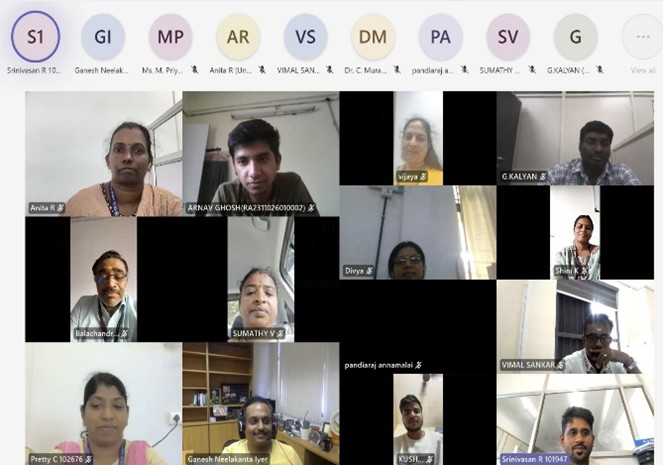 S1
GI
MP
AR
VS
DM
PA
SV
G
Srinivasan R 10...
Ganesh Neelak...
Ms. M. Priy...
Anita R (Un...
VIMAL SAN...
Dr. C. Mura...
pandiaraj a...
SUMATHY ...
G.KALYAN (...
View all
Anita R
ARNAV GHOSH(RA2311026010002)
vijaya
G.KALYAN
Divya
Shini K
Balachandr...
SUMATHY V
pandiaraj annamalai
VIMAL SANKAR
Pretty C 102676
Ganesh Neelakanta Iyer
KUSH...
Srinivasan R 101947